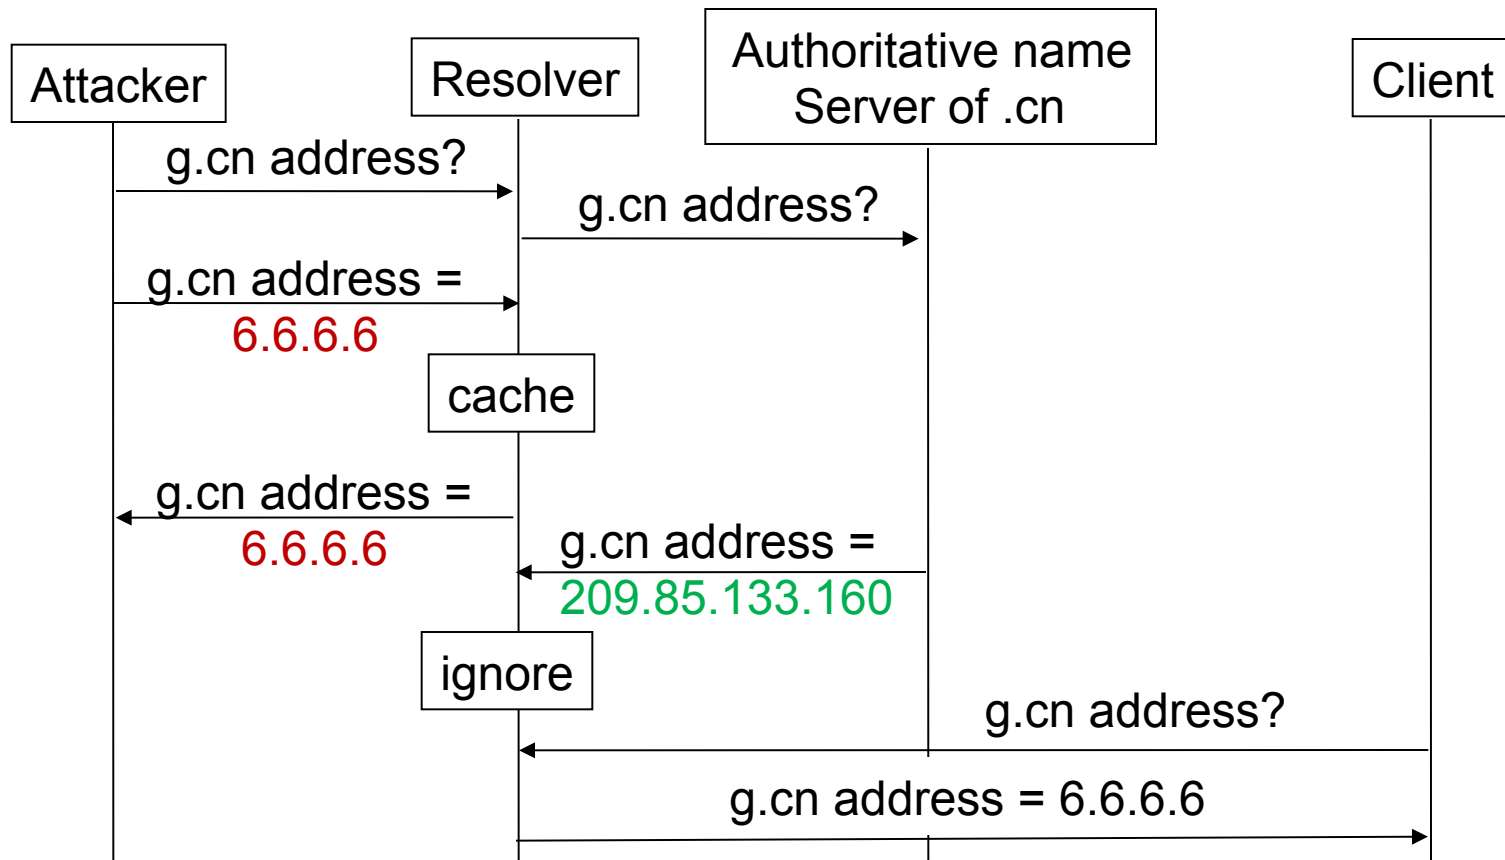 Attacker
Resolver
Authoritative name
Server of .cn
Client
g.cn address?
g.cn address?
g.cn address =
6.6.6.6
cache
g.cn address =
6.6.6.6
g.cn address =
209.85.133.160
ignore
g.cn address?
g.cn address = 6.6.6.6